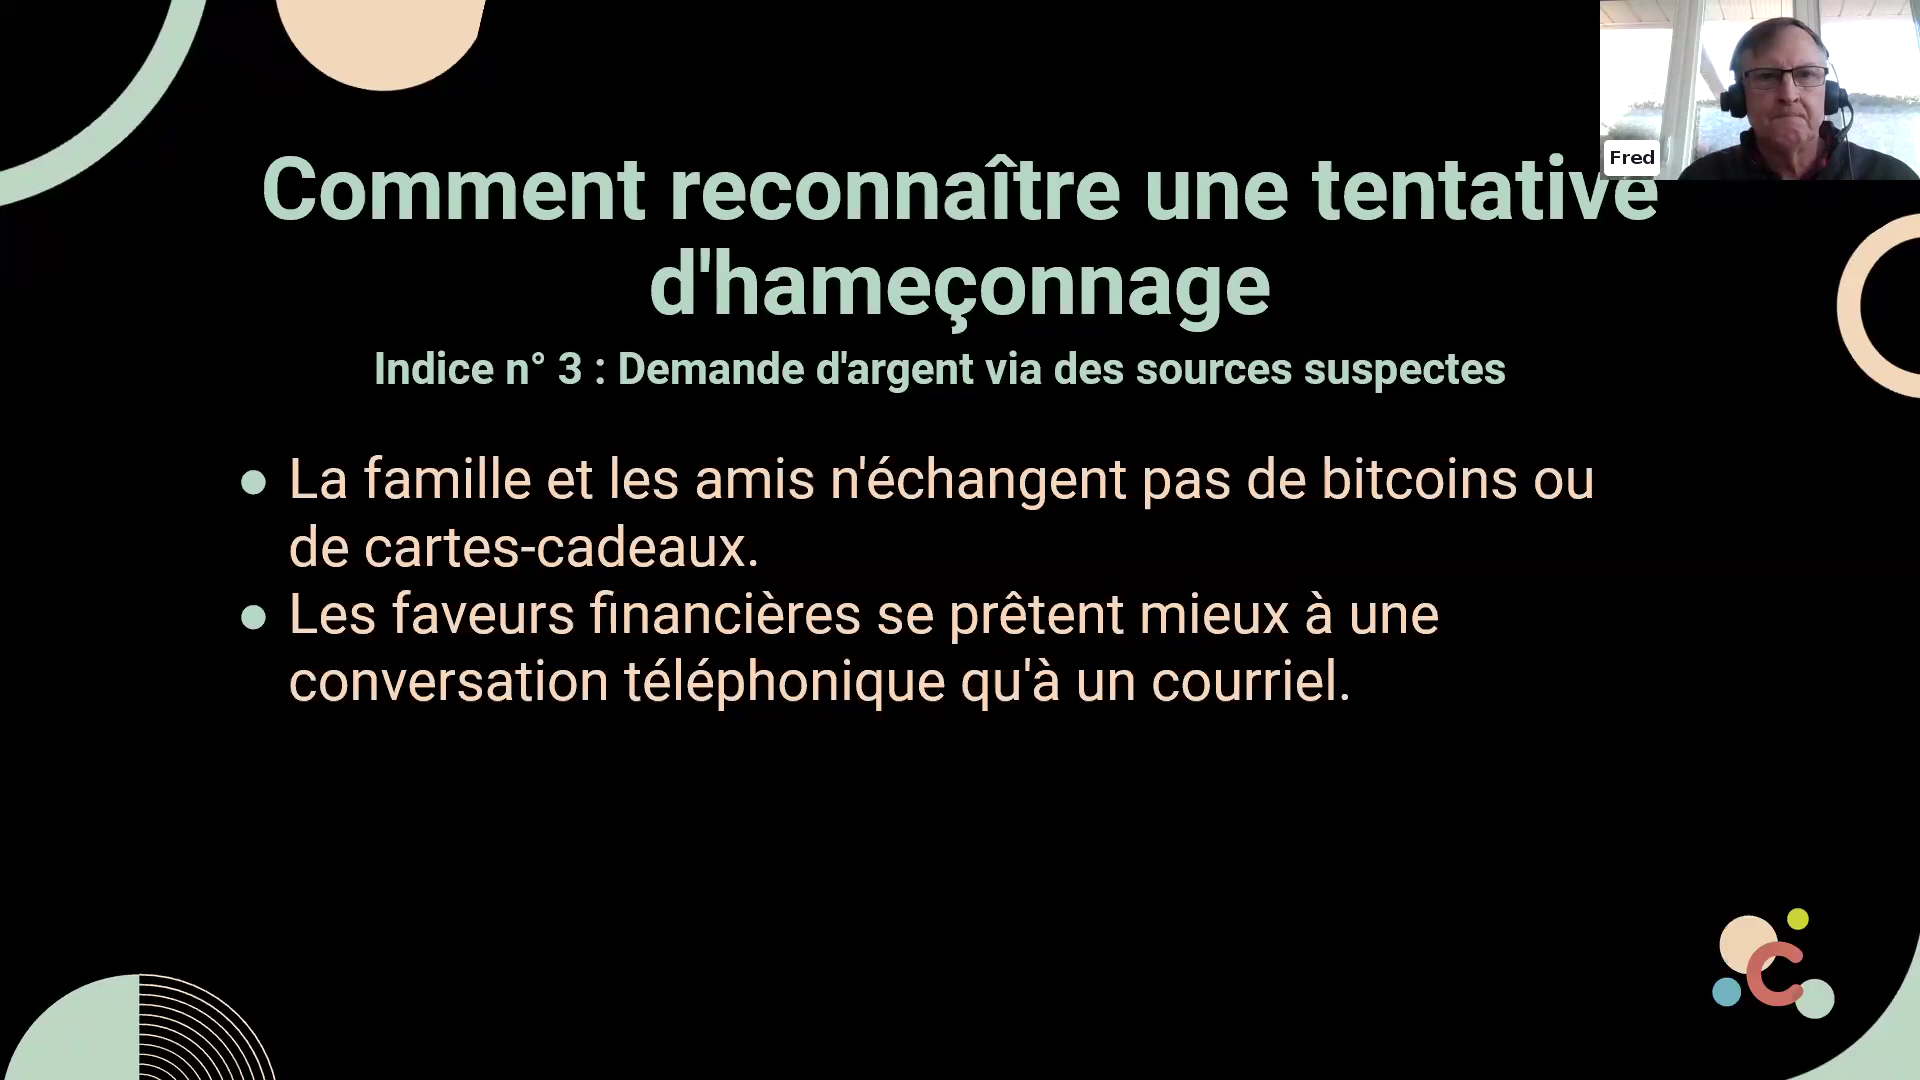 Comment reconnaître une tentative
d'hameçonnage
Indice n° 3 : Demande d'argent via des sources suspectes
● La famille et les amis n'échangent pas de bitcoins ou
de cartes-cadeaux.
● Les faveurs financières se prêtent mieux à une
conversation téléphonique qu'à un courriel.
Fred